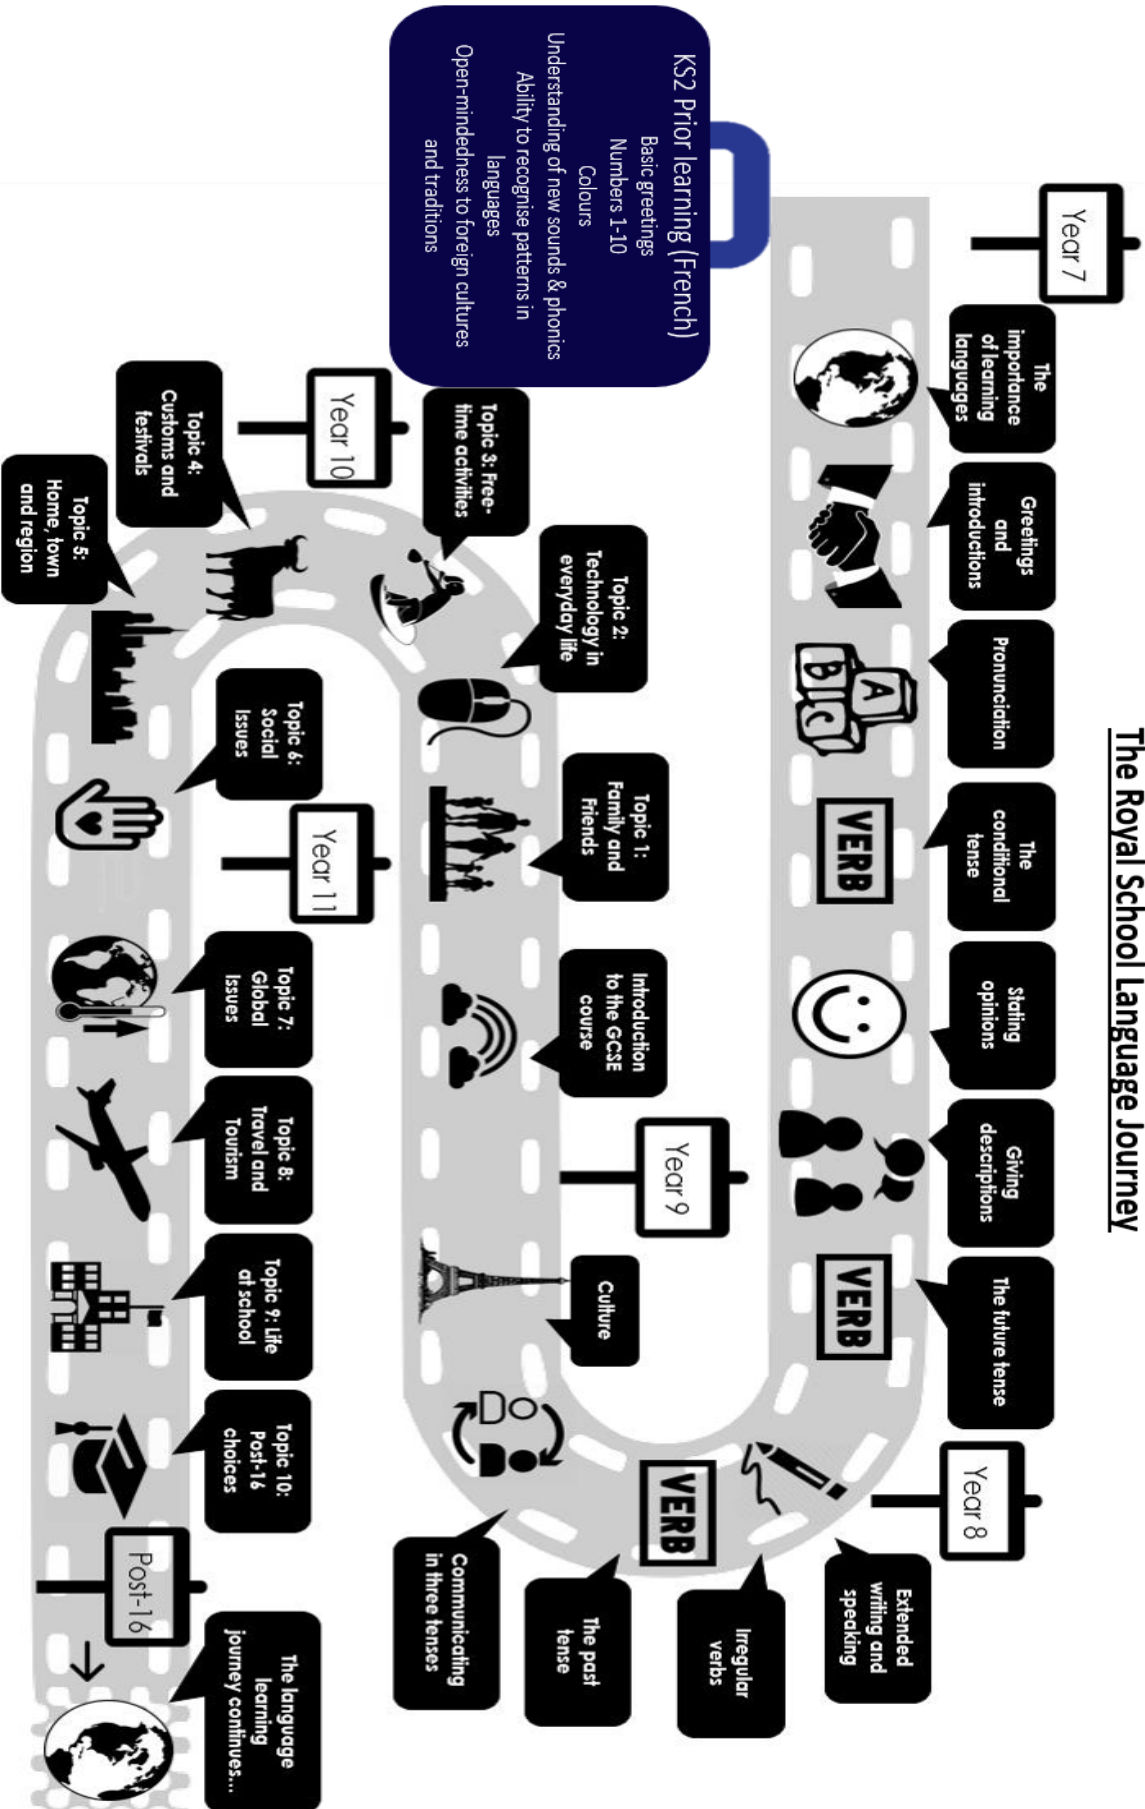 The Royal School Language Journey
KS2 Prior learning (French)
Basic greetings
Numbers 1-10
Colours
Understanding of new sounds & phonics
Ability to recognise patterns in
languages
Open-mindedness to foreign cultures
and traditions
Year 7
The
importance
of learning
languages
Greetings
and
introductions
Pronunciation
A
B
C
The
conditional
tense
VERB
Stating
opinions
Giving
descriptions
The future tense
VERB
Year 8
Extended
writing and
speaking
Irregular
verbs
The past
tense
VERB
Communicating
in three tenses
Culture
Year 9
Introduction
to the GCSE
course
Topic 1:
Family and
Friends
Topic 2:
Technology in
everyday life
Topic 3: Free-
time activities
Year 10
Topic 4:
Customs and
festivals
Topic 5:
Home, town
and region
Topic 6:
Social
Issues
Year 11
Topic 7:
Global
Issues
Topic 8:
Travel and
Tourism
Topic 9: Life
at school
Topic 10:
Post-16
choices
Post-16
The language
learning
journey continues...